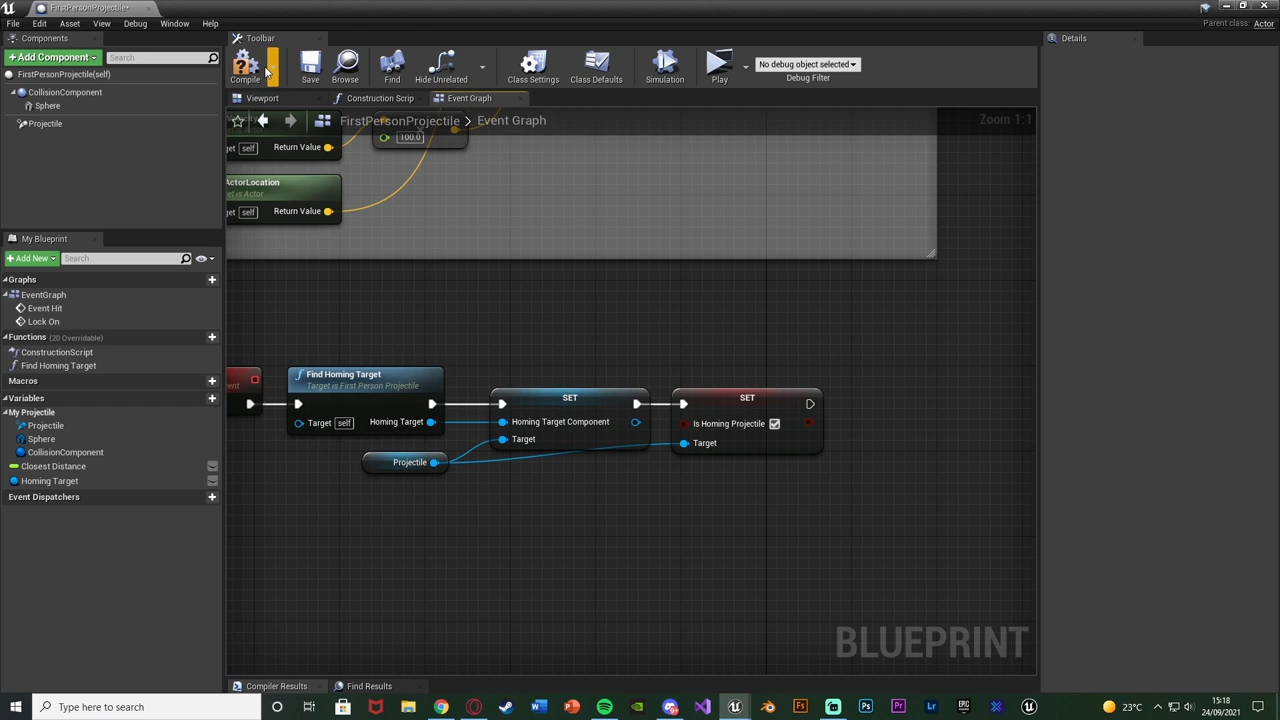 FirstPersonProjectile*
File Edit Asset View Debug Window Help
Parent class: Actor
Components
Toolbar
Details
+Add Component
Search
Compile Save Browse Find Hide Unrelated Class Settings Class Defaults Simulation Play
No debug object selected
Debug Filter
FirstPersonProjectile(self)
CollisionComponent
Sphere
Projectile
Viewport Construction Scrip Event Graph
FirstPersonProjectile > Event Graph
Zoom 1:1
100.0
self Return Value
ActorLocation
self Return Value
My Blueprint
+Add New
Search
Graphs
EventGraph
Event Hit
Lock On
Functions (20 Overridable)
ConstructionScript
Find Homing Target
Macros
Variables
My Projectile
Projectile
Sphere
CollisionComponent
Closest Distance
Homing Target
Event Dispatchers
Find Homing Target
Target is First Person Projectile
Target self Homing Target
Projectile
SET
Homing Target Component
Target
SET
Is Homing Projectile
Target
BLUEPRINT
Compiler Results Find Results
Type here to search
23°C
15:18
24/09/2021